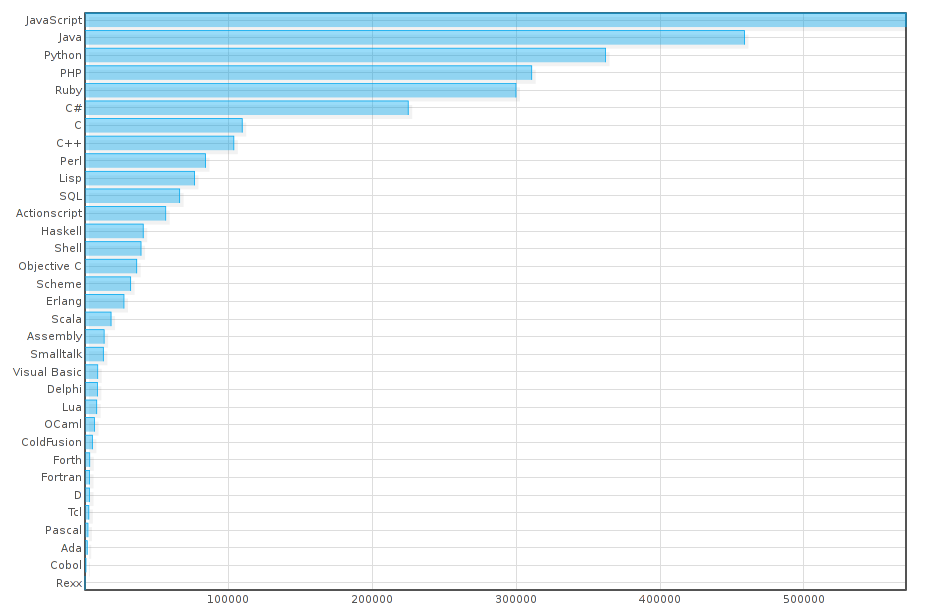 JavaScript
Java
Python
PHP
Ruby
C#
C
C++
Perl
Lisp
SQL
Actionscript
Haskell
Shell
Objective C
Scheme
Erlang
Scala
Assembly
Smalltalk
Visual Basic
Delphi
Lua
OCaml
ColdFusion
Forth
Fortran
D
Tcl
Pascal
Ada
Cobol
Rexx
100000 200000 300000 400000 500000